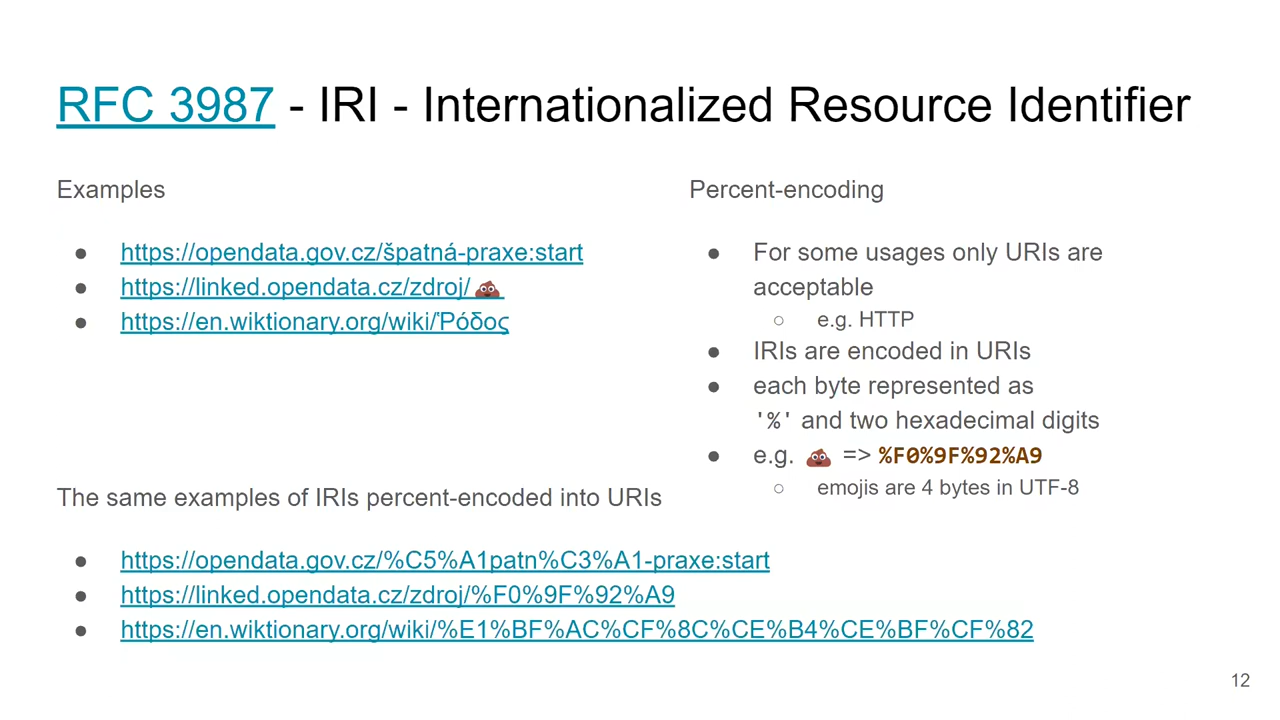 RFC 3987 - IRI - Internationalized Resource Identifier
Examples
● https://opendata.gov.cz/špatná-praxe:start
● https://linked.opendata.cz/zdroj/💩
● https://en.wiktionary.org/wiki/Ῥόδος
Percent-encoding
● For some usages only URIs are
acceptable
○ e.g. HTTP
● IRIs are encoded in URIs
● each byte represented as
'%' and two hexadecimal digits
● e.g. 💩 => %F0%9F%92%A9
○ emojis are 4 bytes in UTF-8
The same examples of IRIs percent-encoded into URIs
● https://opendata.gov.cz/%C5%A1patn%C3%A1-praxe:start
● https://linked.opendata.cz/zdroj/%F0%9F%92%A9
● https://en.wiktionary.org/wiki/%E1%BF%AC%CF%8C%CE%B4%CE%BF%CF%82
12